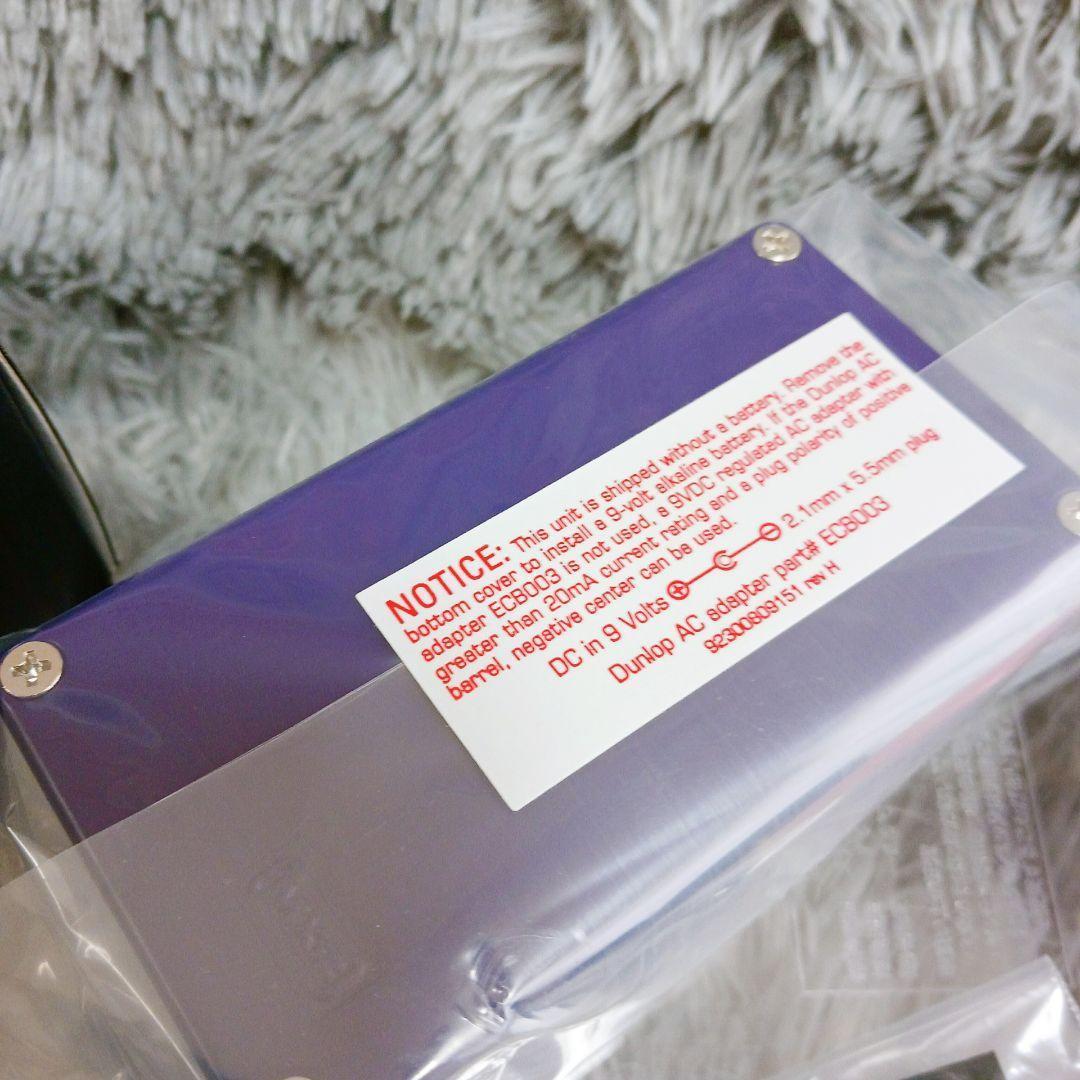 NOTICE: This unit is shipped without a battery. Remove the
bottom cover to install a 9-volt alkaline battery. If the Dunlop AC
adapter ECB003 is not used, a 9VDC regulated AC adapter with
greater than 20mA current rating and a plug polarity of positive
barrel, negative center can be used.
DC in 9 Volts 2.1mm x 5.5mm plug
Dunlop AC adapter part# ECB003
92300809151 rev H